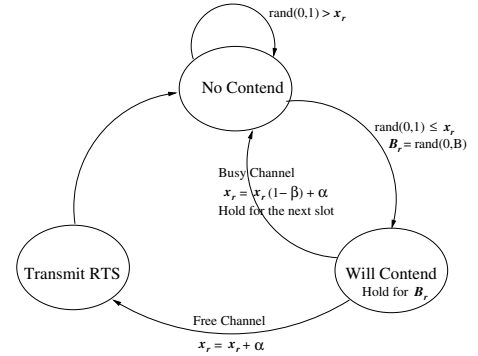 rand(0,1) > x_r
No Contend
rand(0,1) ≤ x_r
B_r = rand(0,B)
Busy Channel
x_r = x_r (1− β) + α
Hold for the next slot
Transmit RTS
Will Contend
Hold for B_r
Free Channel
x_r = x_r + α